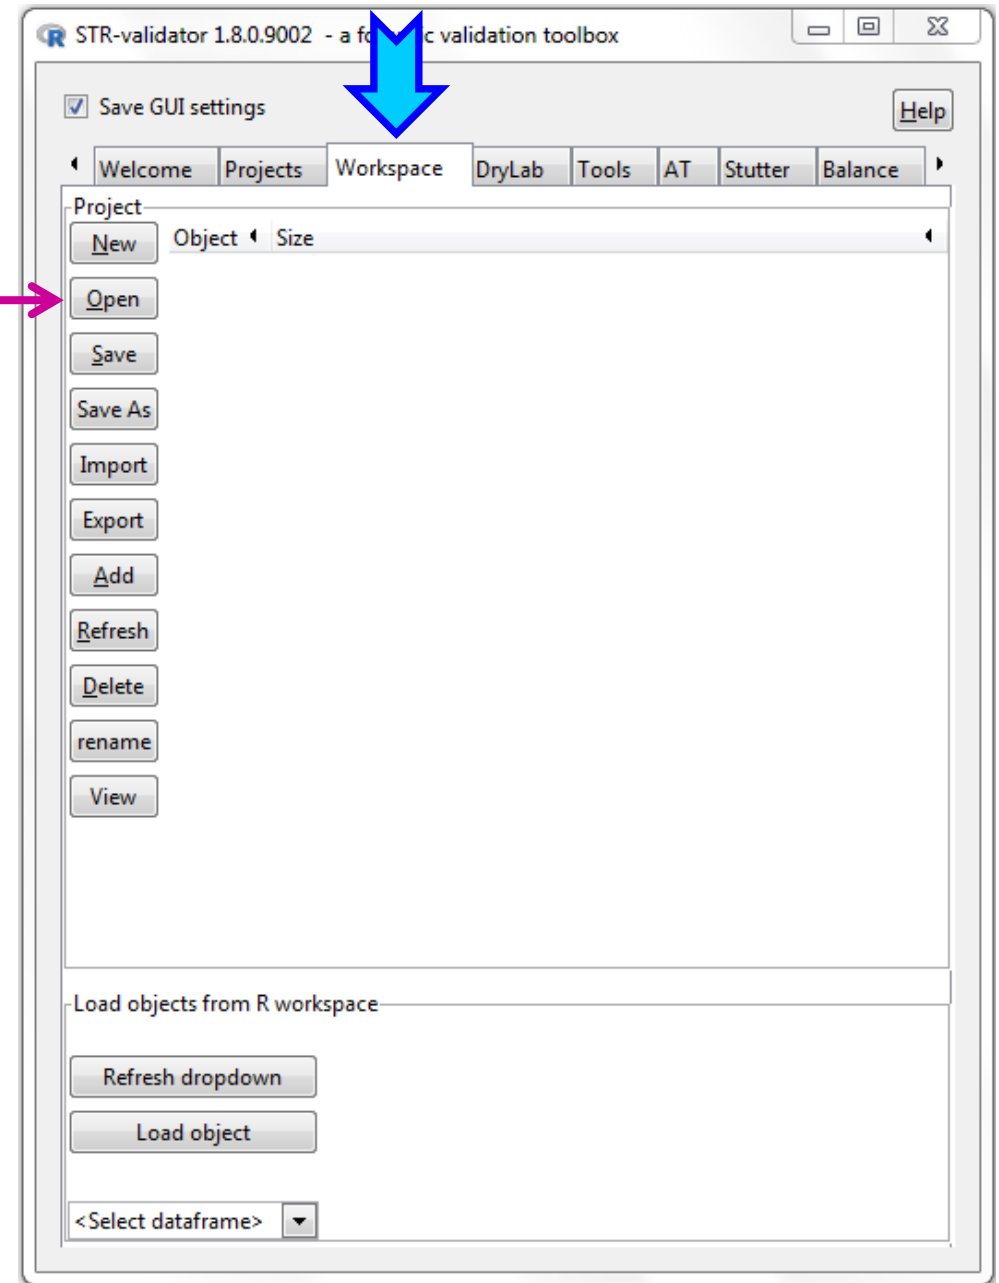 STR-validator 1.8.0.9002 - a fo ic validation toolbox
Save GUI settings
Help
Welcome Projects Workspace DryLab Tools AT Stutter Balance
Project
New Object Size
Open
Save
Save As
Import
Export
Add
Refresh
Delete
rename
View
Load objects from R workspace
Refresh dropdown
Load object
<Select dataframe>